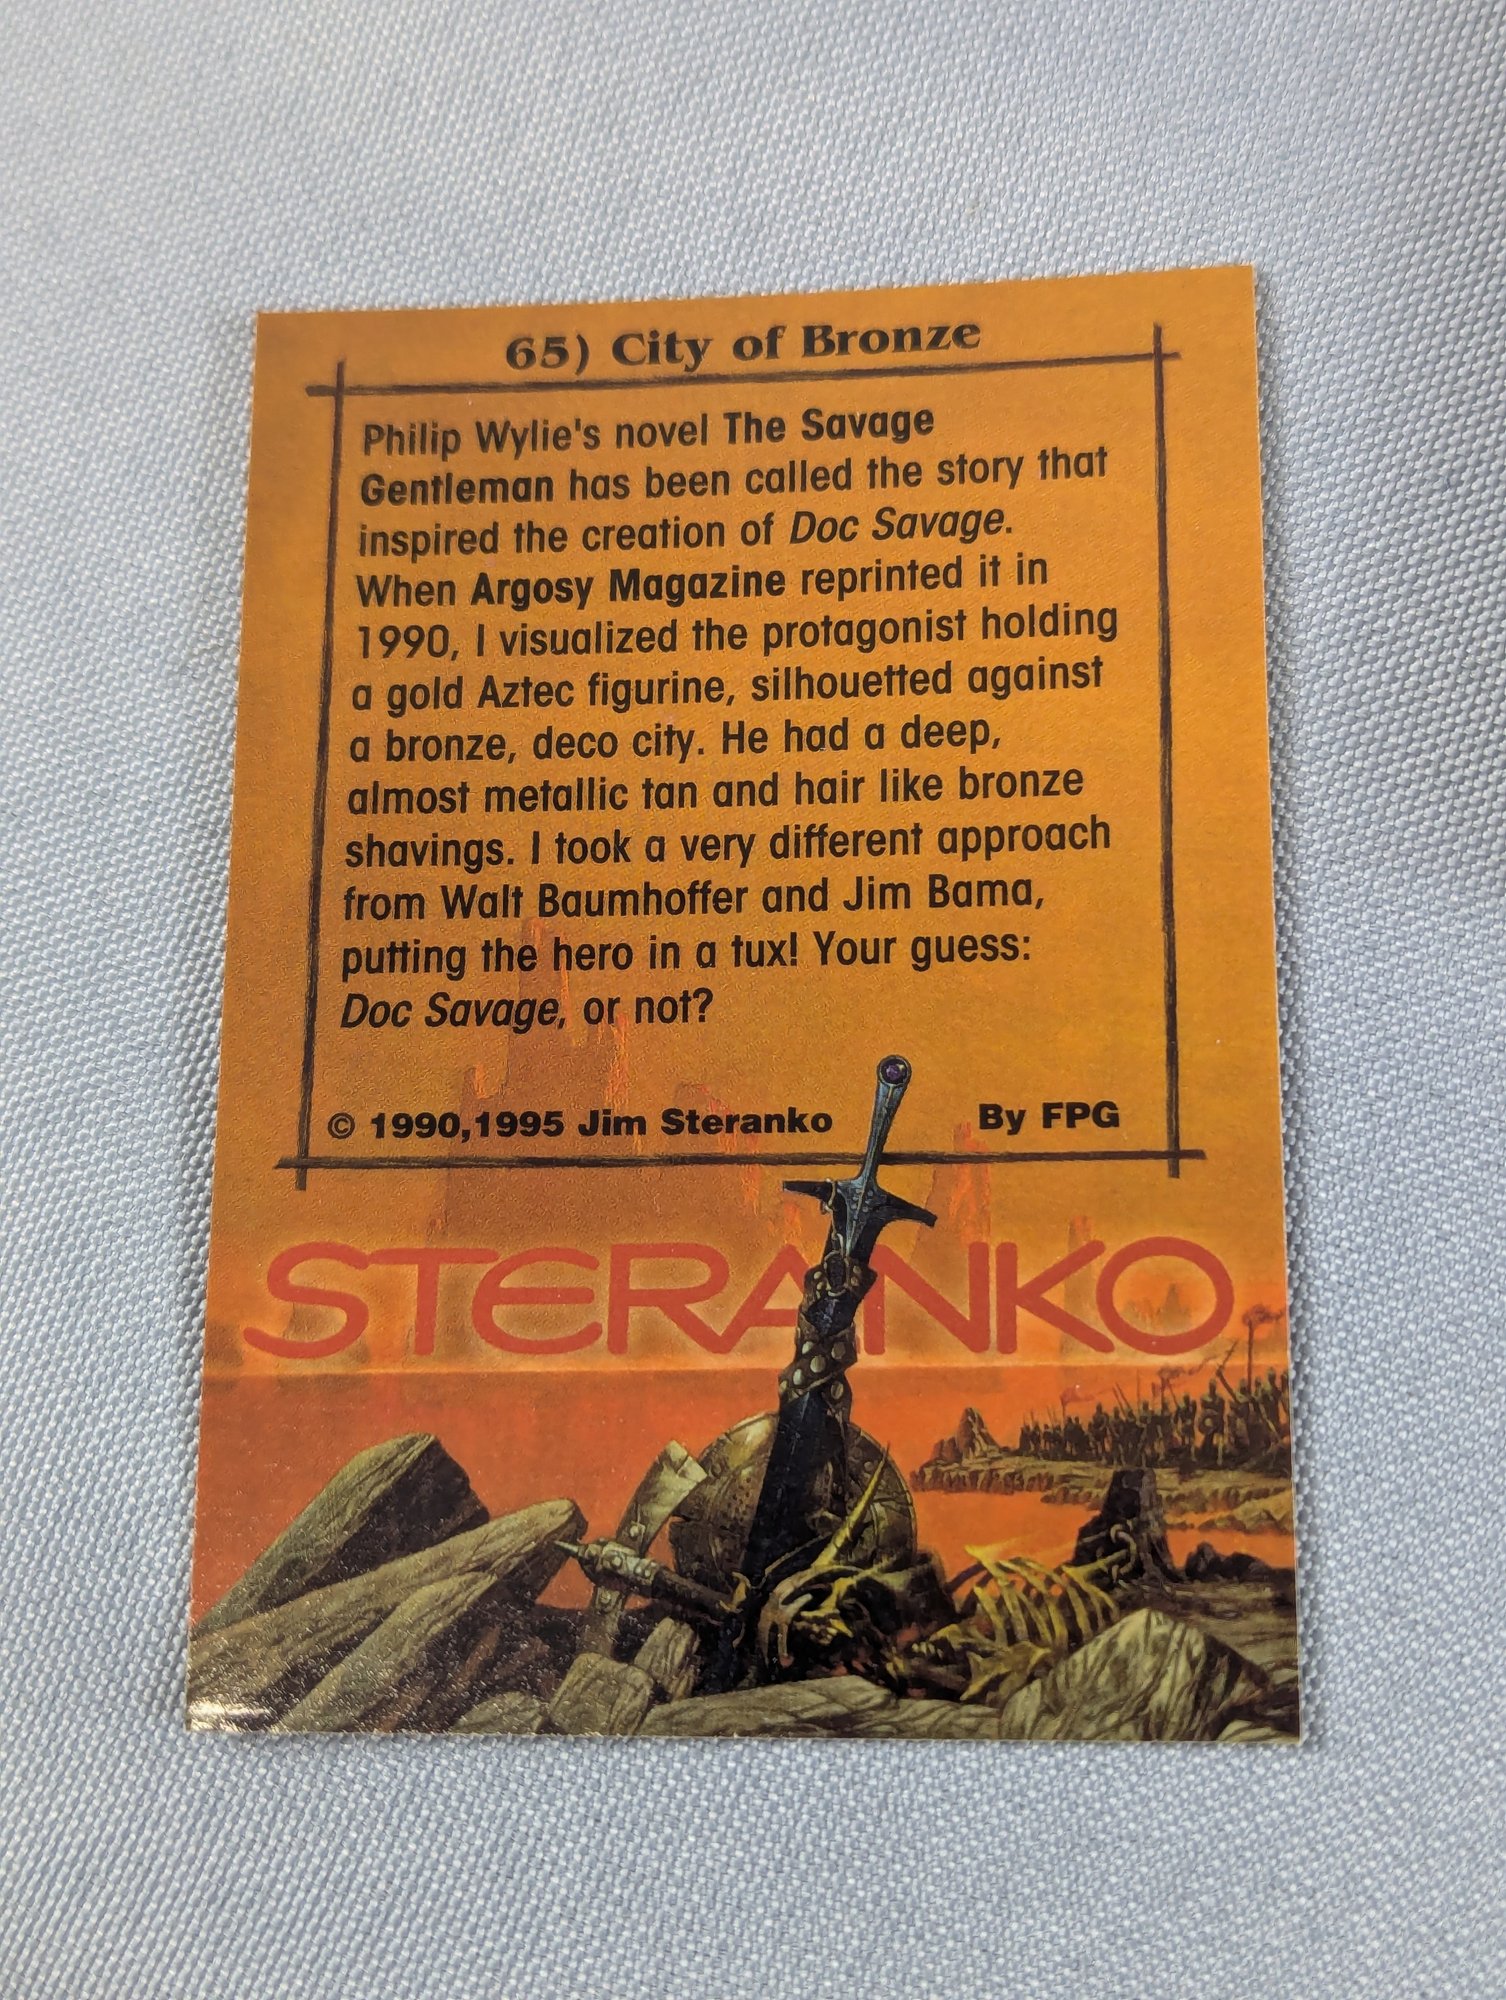 65) City of Bronze
Philip Wylie's novel The Savage
Gentleman has been called the story that
inspired the creation of Doc Savage.
When Argosy Magazine reprinted it in
1990, I visualized the protagonist holding
a gold Aztec figurine, silhouetted against
a bronze, deco city. He had a deep,
almost metallic tan and hair like bronze
shavings. I took a very different approach
from Walt Baumhoffer and Jim Bama,
putting the hero in a tux! Your guess:
Doc Savage, or not?
© 1990,1995 Jim Steranko By FPG
STERANKO